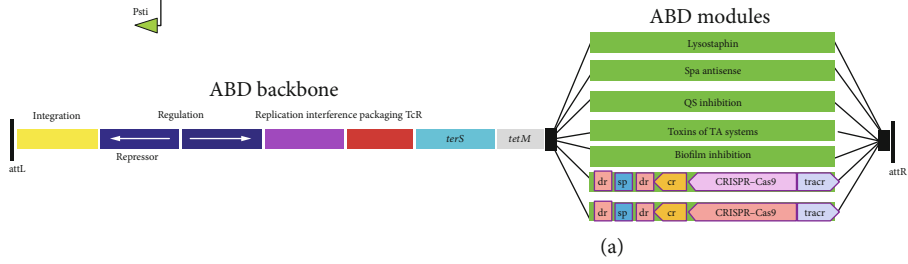 Psti
ABD modules
Lysostaphin
Spa antisense
QS inhibition
Toxins of TA systems
Biofilm inhibition
dr sp dr cr CRISPR–Cas9 tracr
dr sp dr cr CRISPR–Cas9 tracr
attR
ABD backbone
Integration Regulation Replication interference packaging TcR
terS tetM
Repressor
attL
(a)